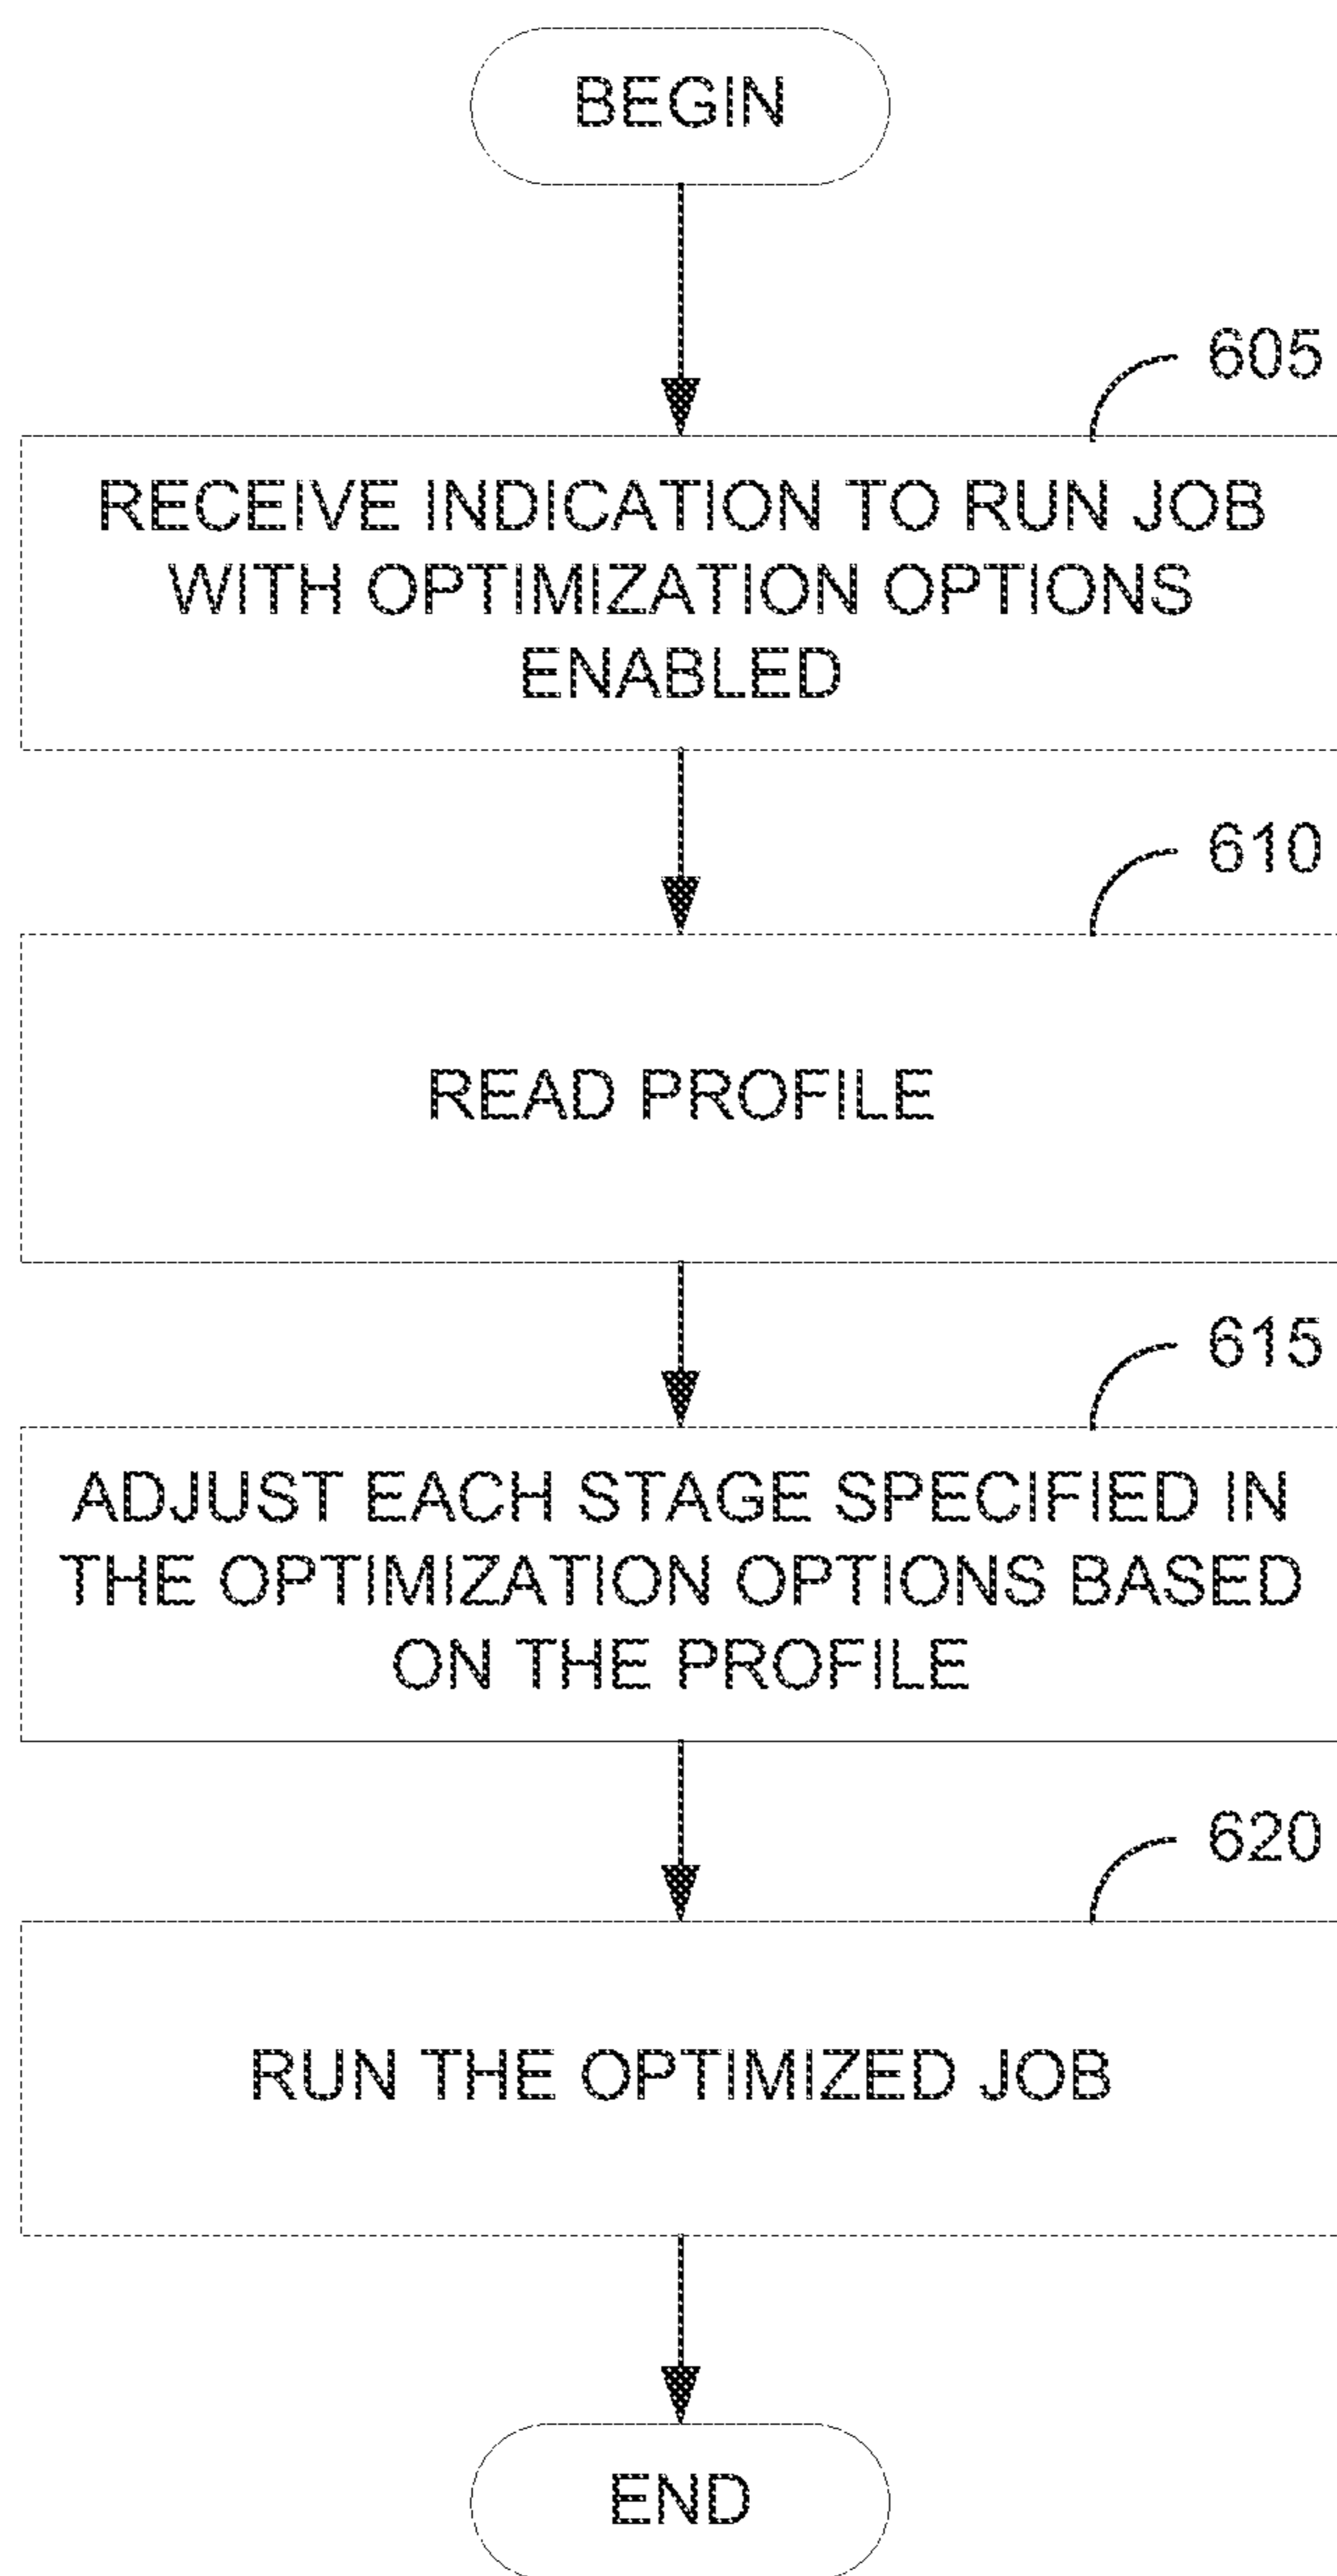 BEGIN
605
RECEIVE INDICATION TO RUN JOB
WITH OPTIMIZATION OPTIONS
ENABLED
610
READ PROFILE
615
ADJUST EACH STAGE SPECIFIED IN
THE OPTIMIZATION OPTIONS BASED
ON THE PROFILE
620
RUN THE OPTIMIZED JOB
END